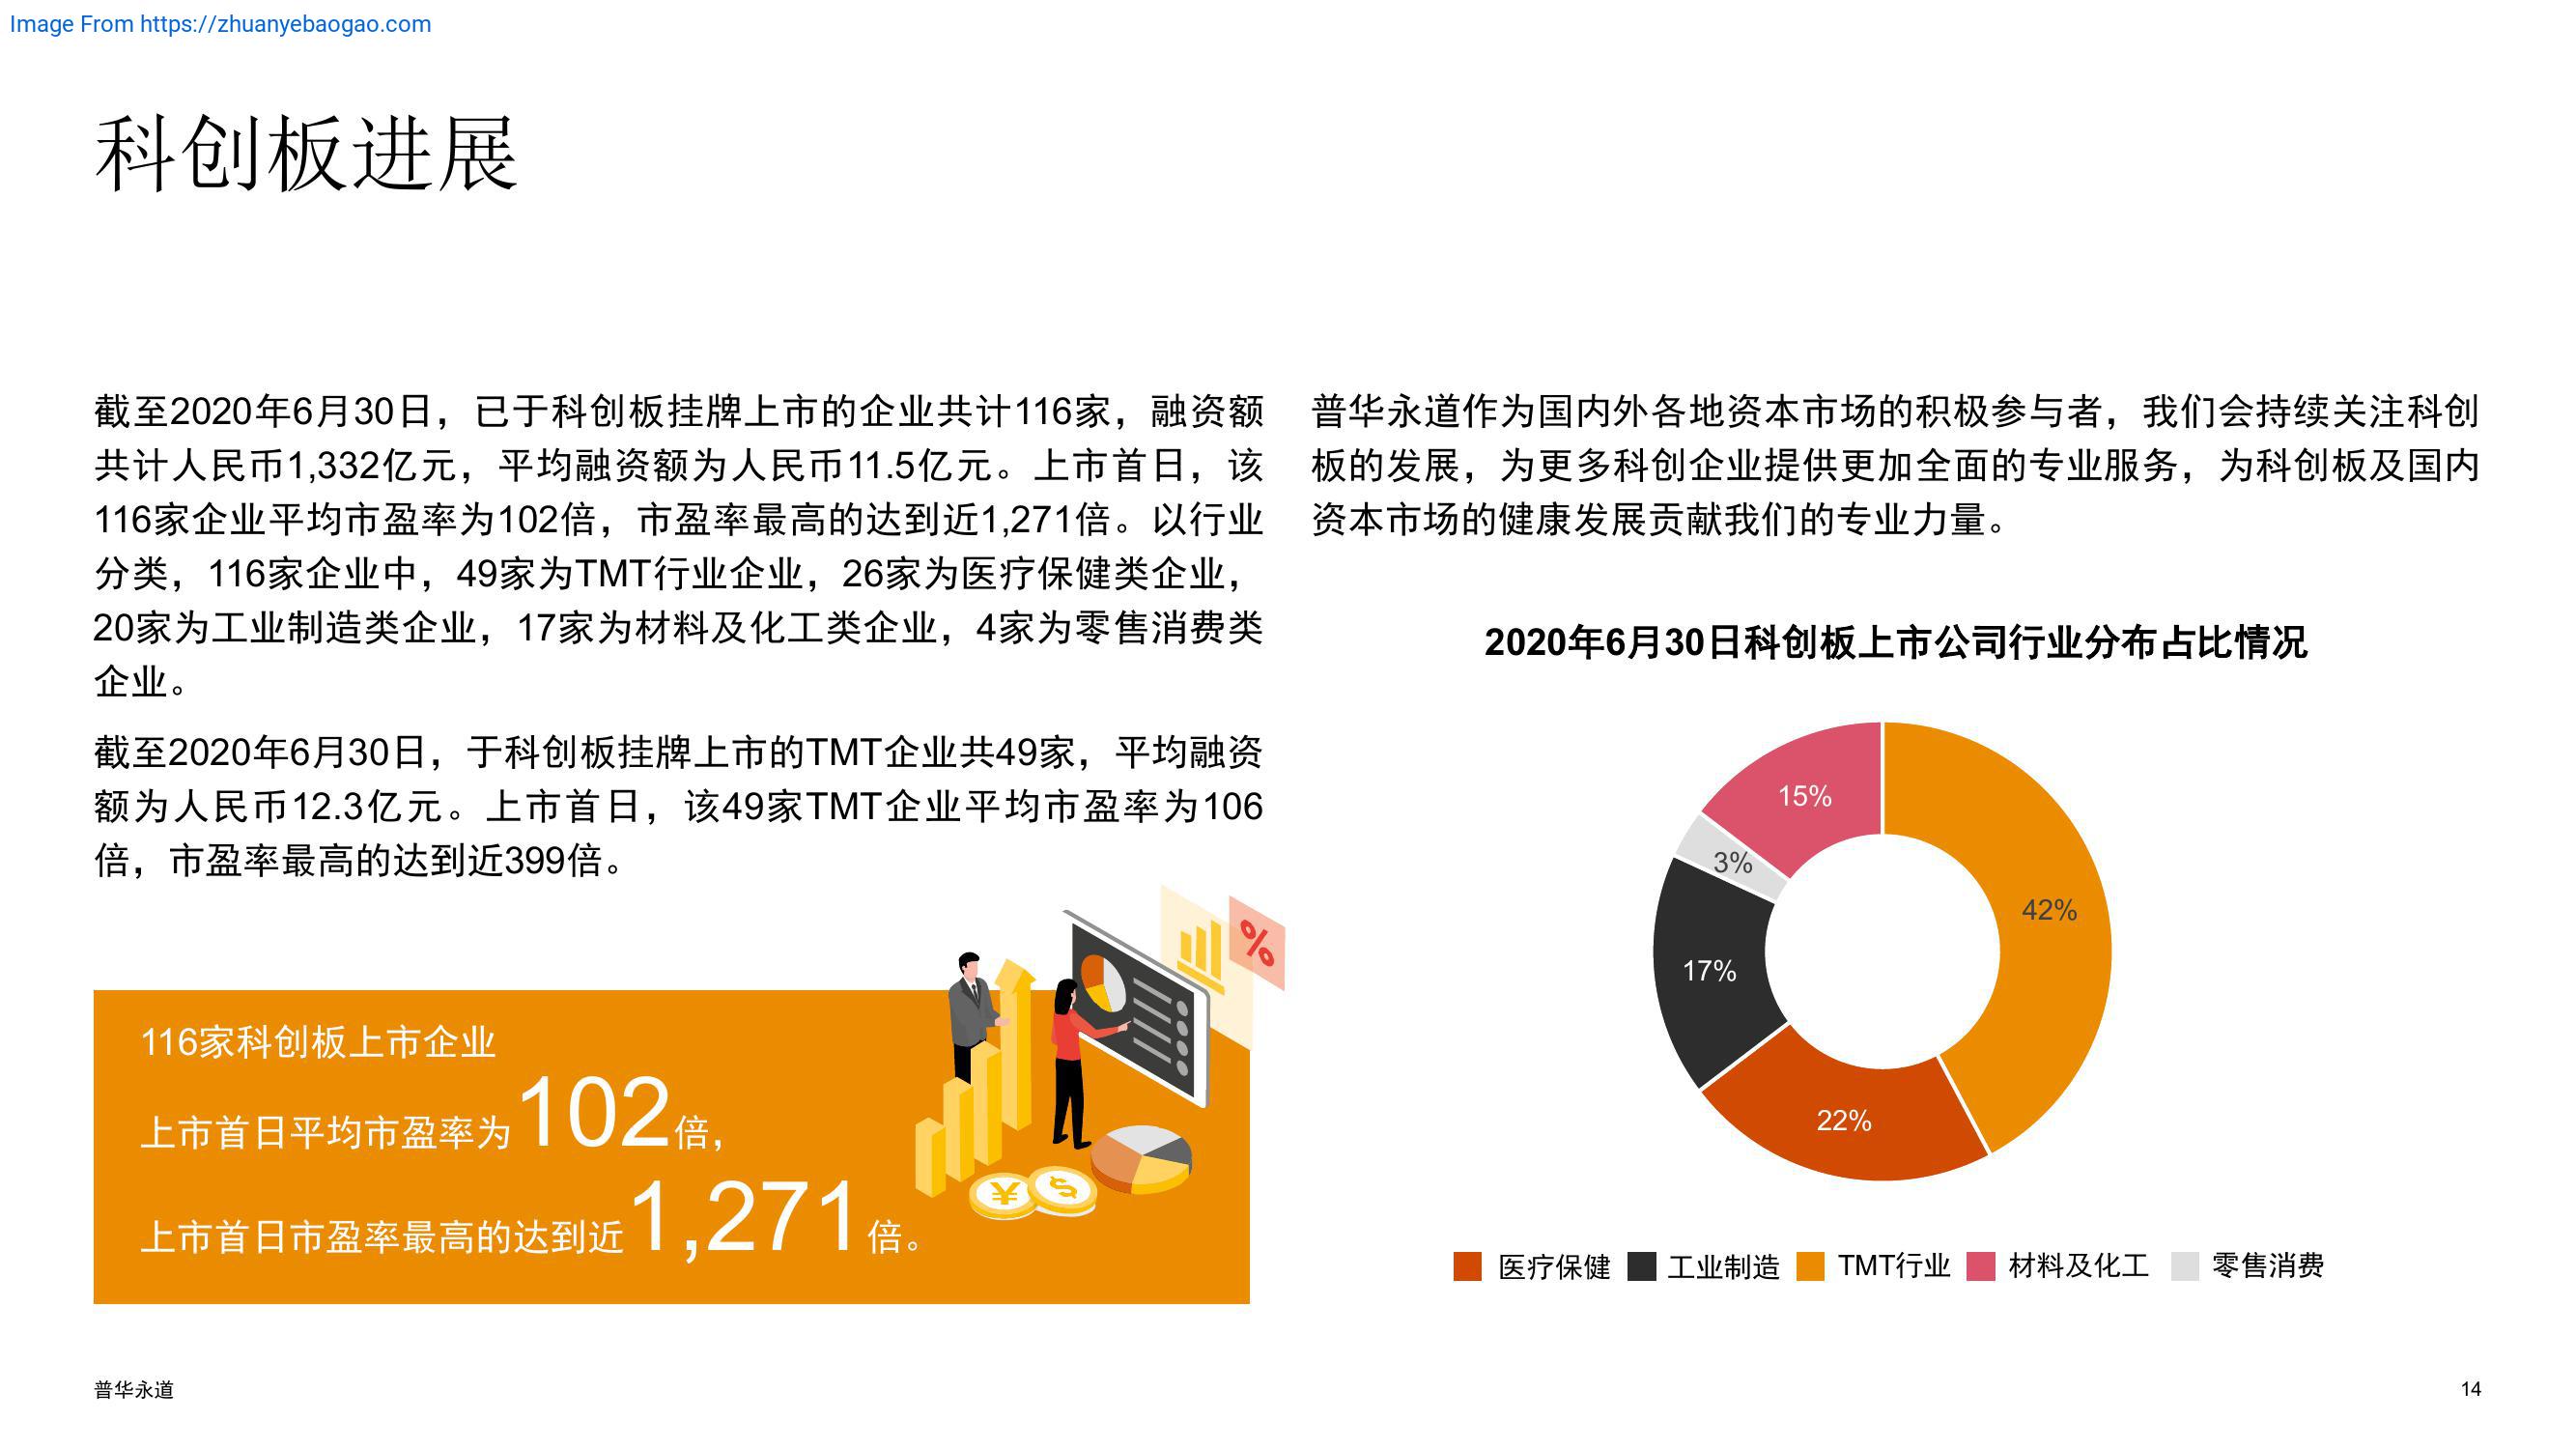 Image From https://zhuanyebaogao.com
科创板进展
截至2020年6月30日，已于科创板挂牌上市的企业共计116家，融资额
共计人民币1,332亿元，平均融资额为人民币11.5亿元。上市首日，该
116家企业平均市盈率为102倍，市盈率最高的达到近1,271倍。以行业
分类，116家企业中，49家为TMT行业企业，26家为医疗保健类企业，
20家为工业制造类企业，17家为材料及化工类企业，4家为零售消费类
企业。
截至2020年6月30日，于科创板挂牌上市的TMT企业共49家，平均融资
额为人民币12.3亿元。上市首日，该49家TMT企业平均市盈率为106
倍，市盈率最高的达到近399倍。
116家科创板上市企业
上市首日平均市盈率为102倍，
上市首日市盈率最高的达到近1,271倍。
%
¥
$
普华永道作为国内外各地资本市场的积极参与者，我们会持续关注科创
板的发展，为更多科创企业提供更加全面的专业服务，为科创板及国内
资本市场的健康发展贡献我们的专业力量。
2020年6月30日科创板上市公司行业分布占比情况
15%
3%
42%
17%
22%
医疗保健 工业制造 TMT行业 材料及化工 零售消费
普华永道
14